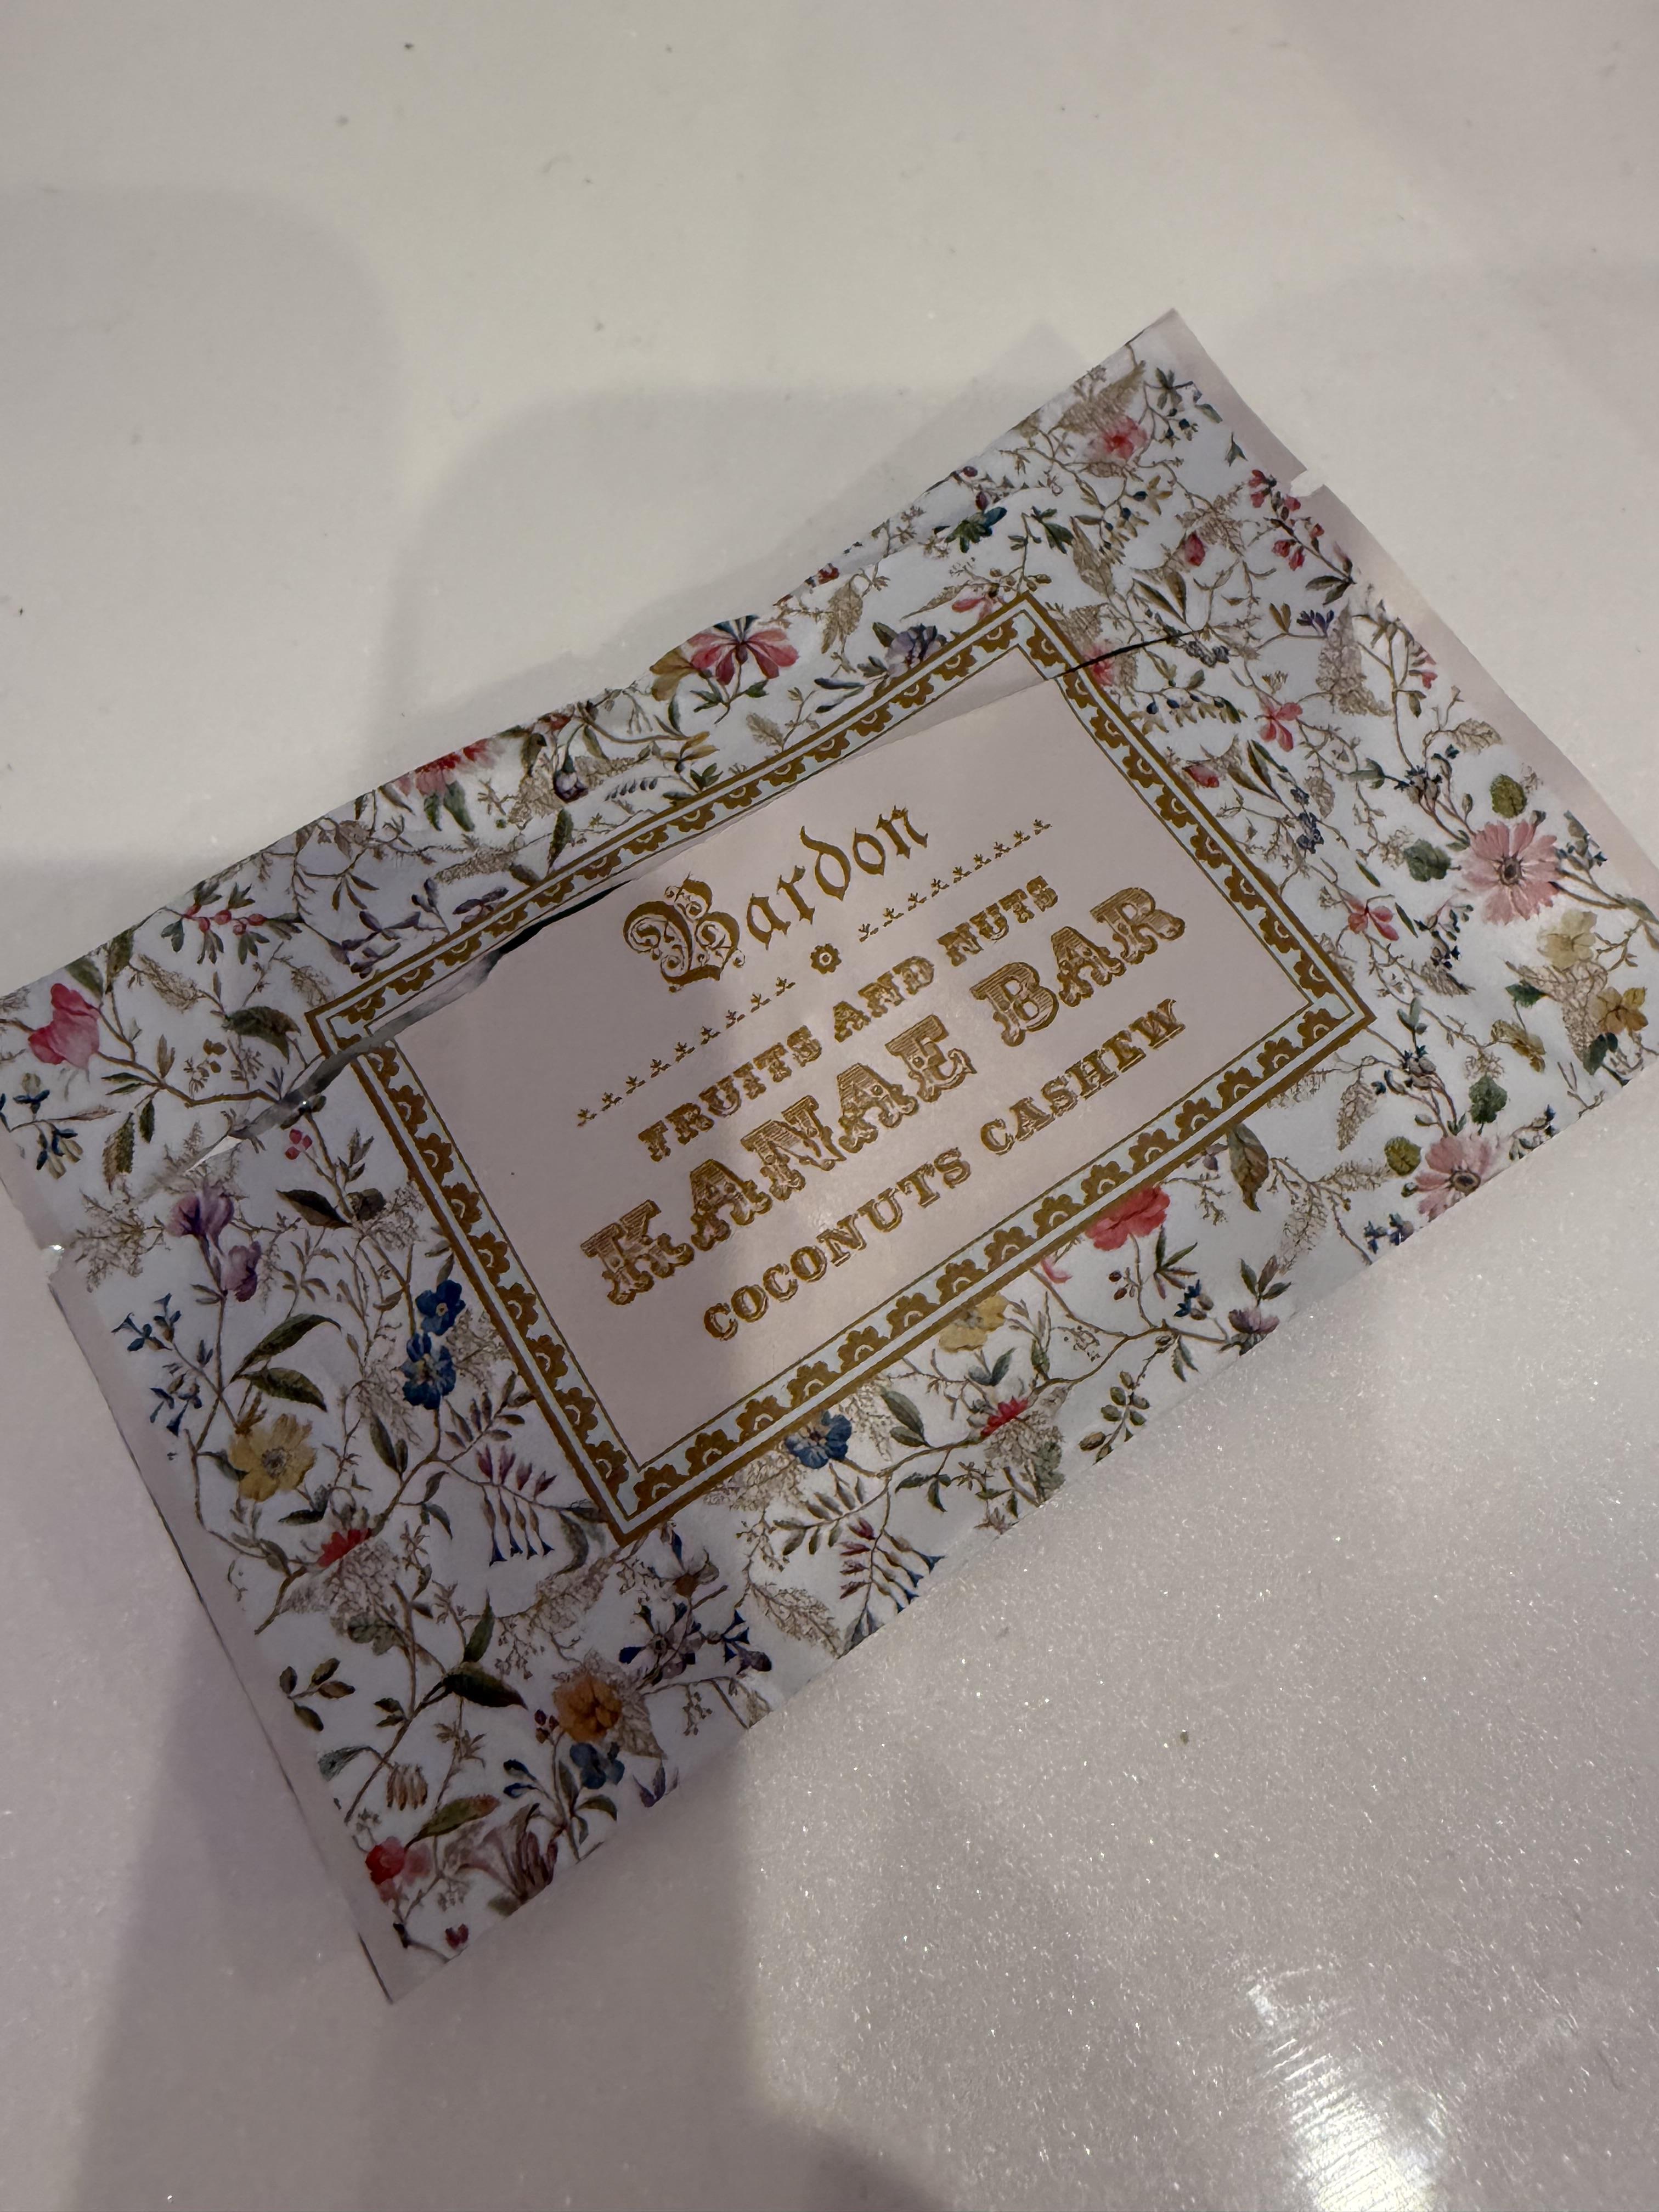 Bardon
FRUITS AND NUTS
KANAE BAR
COCONUTS CASHEW